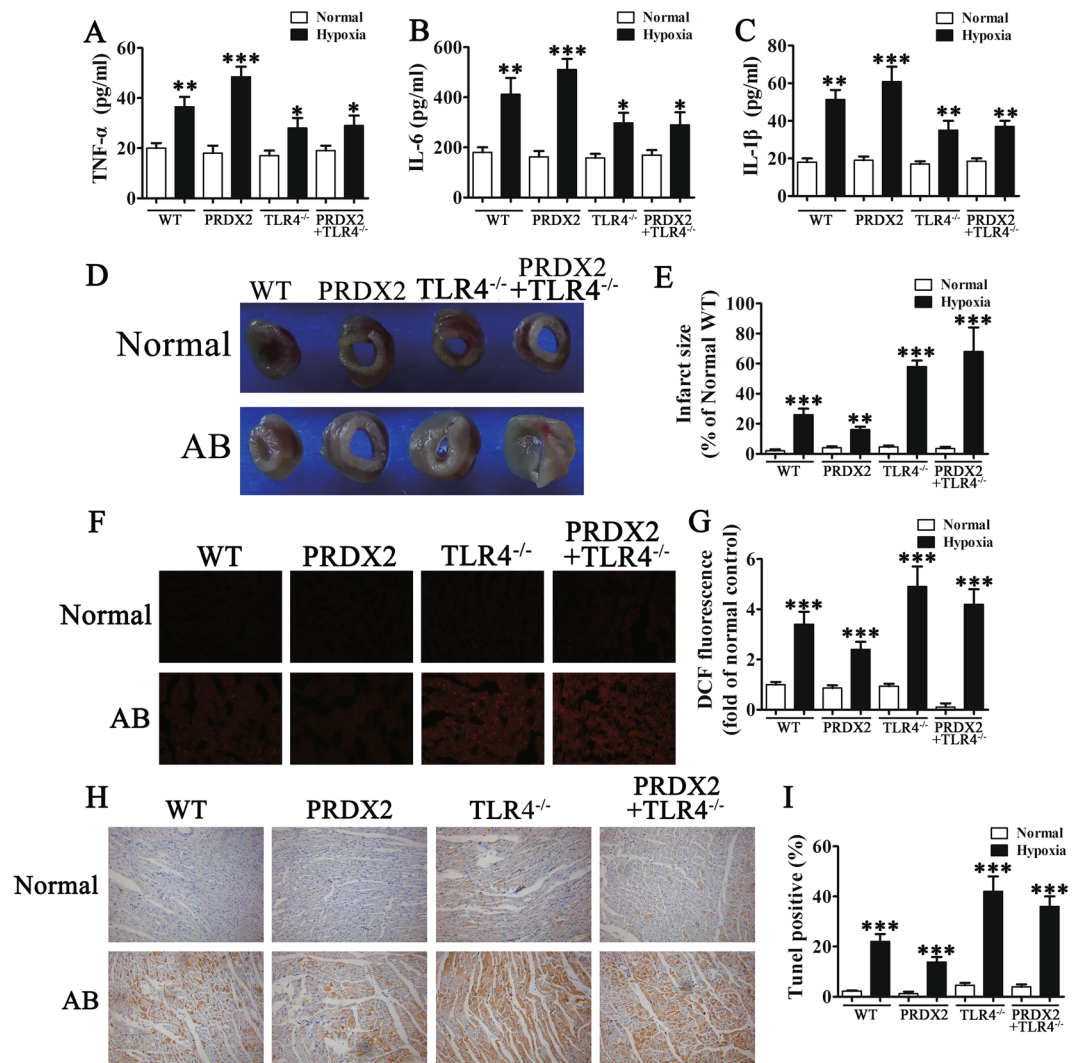 A
Normal
Hypoxia
TNF-α (pg/ml)
60
40
20
0
**
***
*
*
WT
PRDX2
TLR4-/-
PRDX2
+TLR4-/-
B
Normal
Hypoxia
IL-6 (pg/ml)
600
400
200
0
**
***
*
*
WT
PRDX2
TLR4-/-
PRDX2
+TLR4-/-
C
Normal
Hypoxia
IL-1β (pg/ml)
80
60
40
20
0
**
***
**
**
WT
PRDX2
TLR4-/-
PRDX2
+TLR4-/-
D
WT
PRDX2
TLR4-/-
PRDX2
+TLR4-/-
Normal
AB
E
Normal
Hypoxia
Infarct size
(% of Normal WT)
100
80
60
40
20
0
***
**
***
***
WT
PRDX2
TLR4-/-
PRDX2
+TLR4-/-
F
WT
PRDX2
TLR4-/-
PRDX2
+TLR4-/-
Normal
AB
G
Normal
Hypoxia
DCF fluorescence
(fold of normal control)
6
4
2
0
***
***
***
***
WT
PRDX2
TLR4-/-
PRDX2
+TLR4-/-
H
WT
PRDX2
TLR4-/-
PRDX2
+TLR4-/-
Normal
AB
I
Normal
Hypoxia
Tunel positive (%)
60
40
20
0
***
***
***
***
WT
PRDX2
TLR4-/-
PRDX2
+TLR4-/-